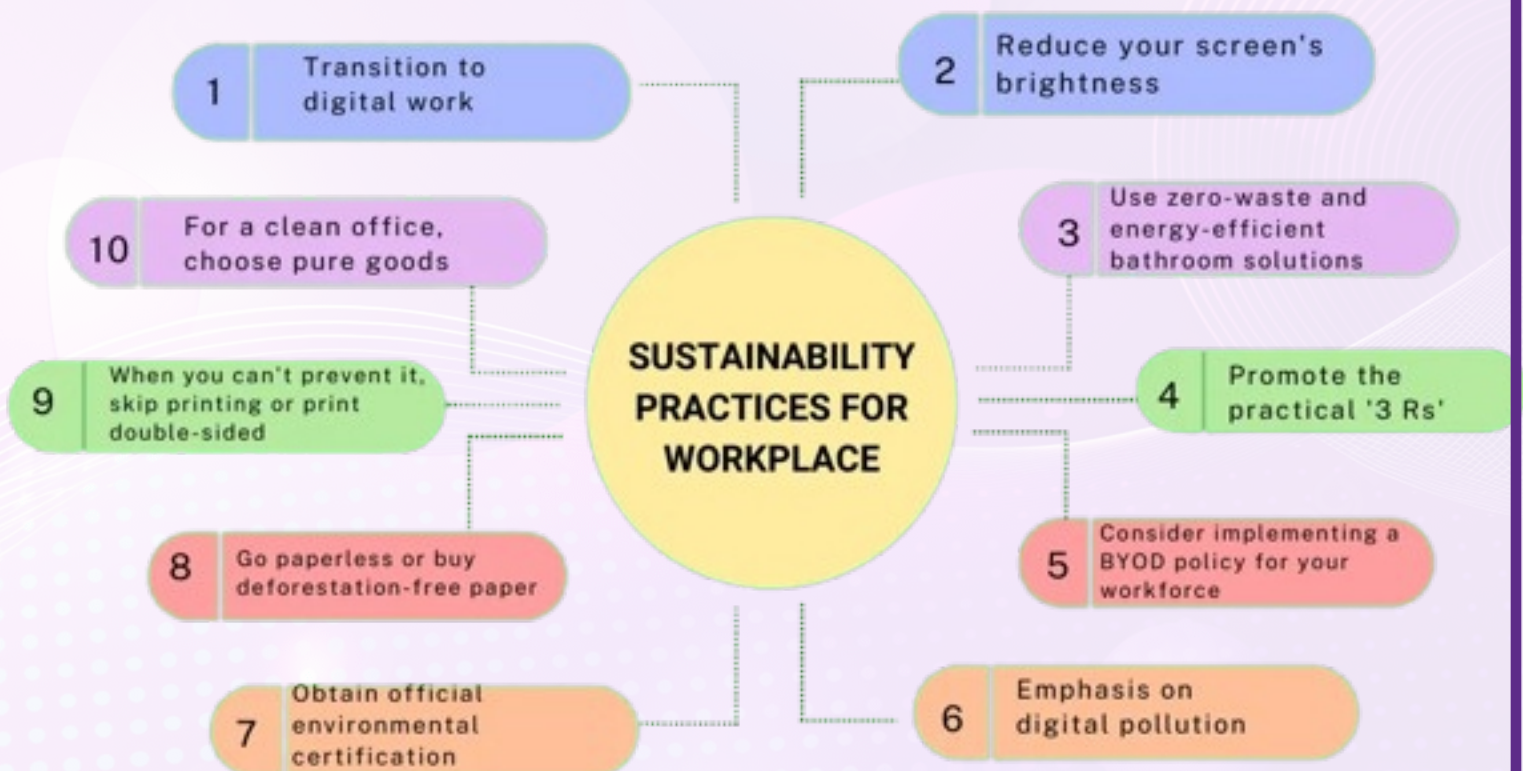 1
Transition to
digital work
2
Reduce your screen's
brightness
3
Use zero-waste and
energy-efficient
bathroom solutions
4
Promote the
practical '3 Rs'
5
Consider implementing a
BYOD policy for your
workforce
6
Emphasis on
digital pollution
7
Obtain official
environmental
certification
8
Go paperless or buy
deforestation-free paper
9
When you can't prevent it,
skip printing or print
double-sided
10
For a clean office,
choose pure goods
SUSTAINABILITY
PRACTICES FOR
WORKPLACE